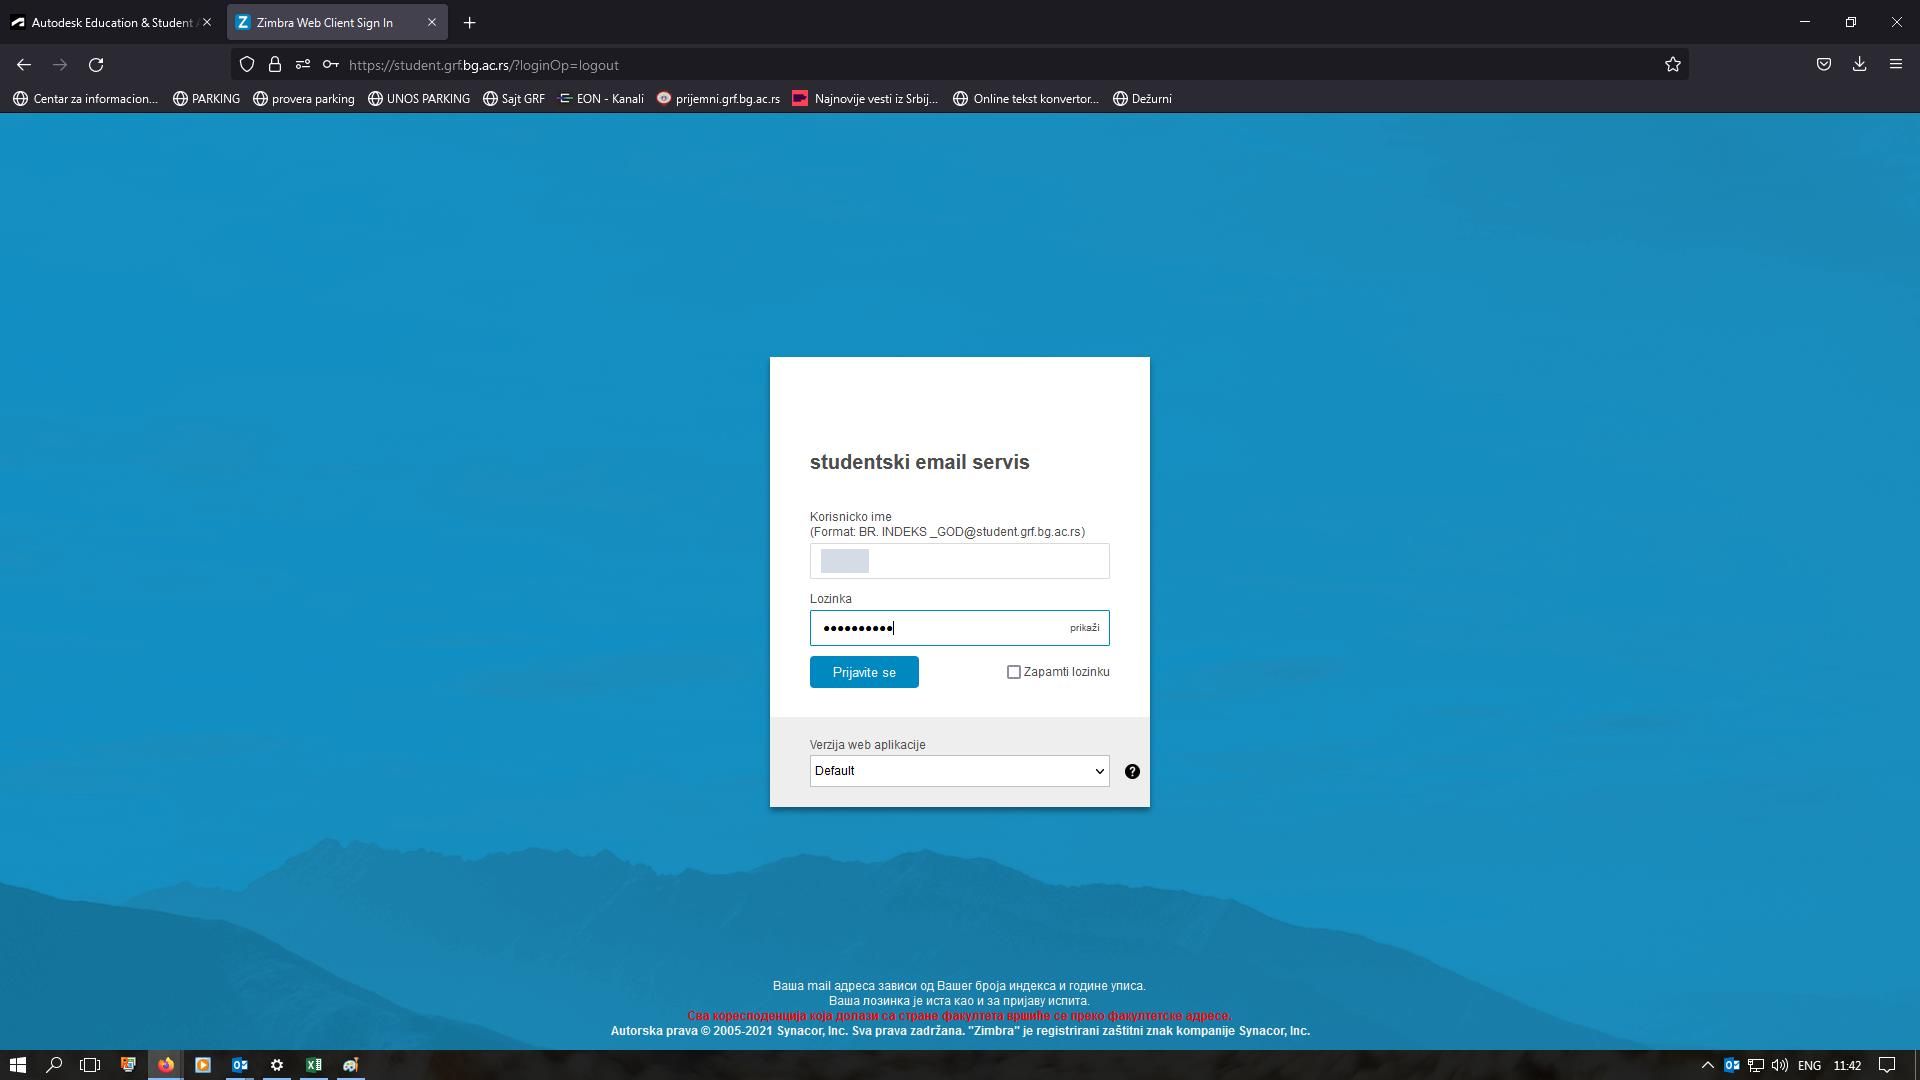 Autodesk Education & Student A
Zimbra Web Client Sign In
https://student.grf.bg.ac.rs/?loginOp=logout
Centar za informacion...
PARKING
provera parking
UNOS PARKING
Sajt GRF
EON - Kanali
prijemni.grf.bg.ac.rs
Najnovije vesti iz Srbij...
Online tekst konvertor...
Dežurni
studentski email servis
Korisnicko ime
(Format: BR. INDEKS _GOD@student.grf.bg.ac.rs)
Lozinka
prikaži
Prijavite se
Zapamti lozinku
Verzija web aplikacije
Default
Ваша mail адреса зависи од Вашег броја индекса и године уписа.
Ваша лозинка је иста као и за пријаву испита.
Сва коресподенција која долази са стране факултета вршиће се преко факултетске адресе.
Autorska prava © 2005-2021 Synacor, Inc. Sva prava zadržana. "Zimbra" je registrirani zaštitni znak kompanije Synacor, Inc.
ENG
11:42